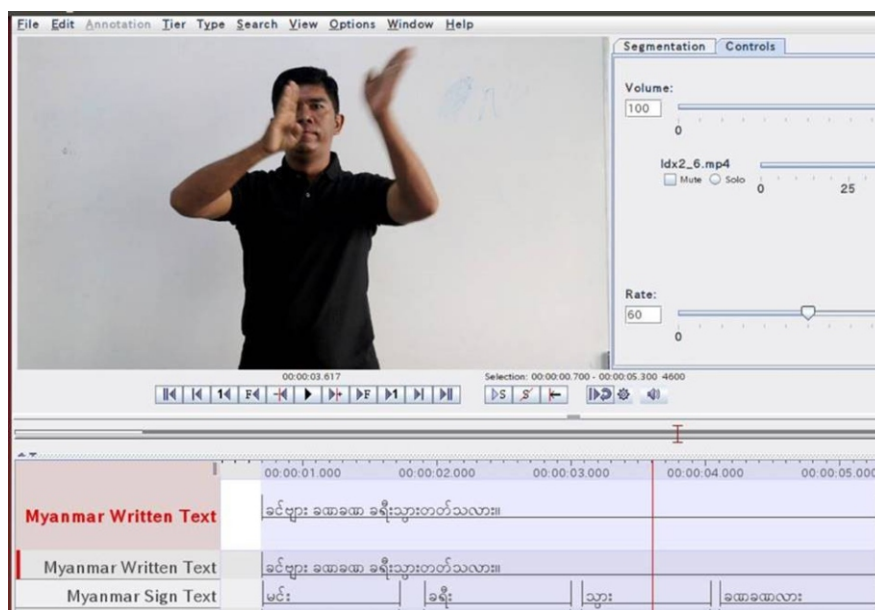 File Edit Annotation Tier Type Search View Options Window Help
Segmentation Controls
Volume:
100
0
ldx2_6.mp4
Mute Solo
0 25
Rate:
60
0
00:00:03.617
Selection: 00:00:00.700 - 00:00:05.300 4600
00:00:01.000 00:00:02.000 00:00:03.000 00:00:04.000 00:00:05.000
Myanmar Written Text ခင်ဗျား ခဏခဏ ခရီးသွားတတ်သလား။
Myanmar Written Text ခင်ဗျား ခဏခဏ ခရီးသွားတတ်သလား။
Myanmar Sign Text မင်း ခရီး သွား ခဏခဏလား